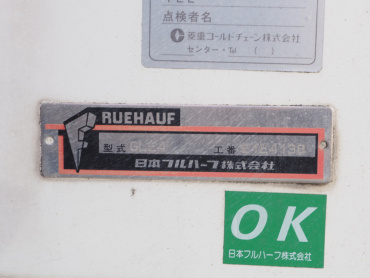 点検者名
菱重コールドチェーン株式会社
センター・Tel （ ）
RUEHAUF
型式 工番
日本フルハーフ株式会社
OK
日本フルハーフ株式会社